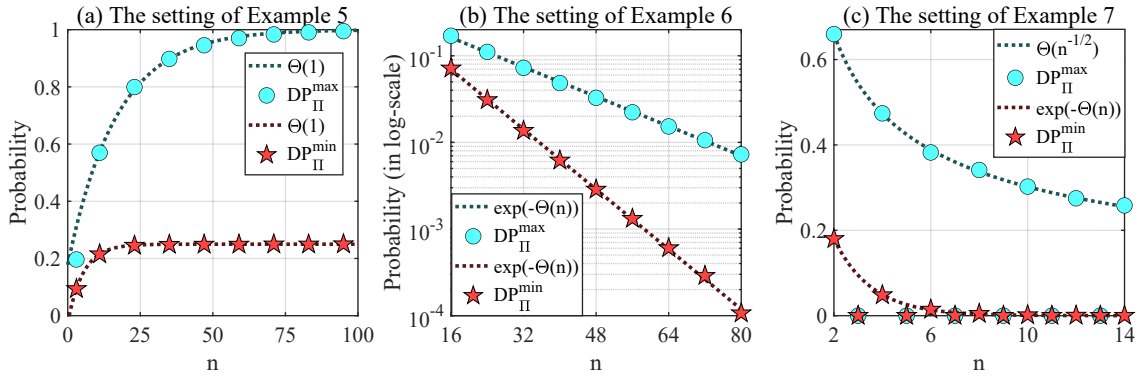 (a) The setting of Example 5
1
0.8
0.6
0.4
0.2
0
Probability
Θ(1)
DP_Π^max
Θ(1)
DP_Π^min
0 25 50 75 100
n
(b) The setting of Example 6
10^-1
10^-2
10^-3
10^-4
Probability (in log-scale)
exp(-Θ(n))
DP_Π^max
exp(-Θ(n))
DP_Π^min
16 32 48 64 80
n
(c) The setting of Example 7
0.6
0.4
0.2
0
Probability
Θ(n^-1/2)
DP_Π^max
exp(-Θ(n))
DP_Π^min
2 6 10 14
n